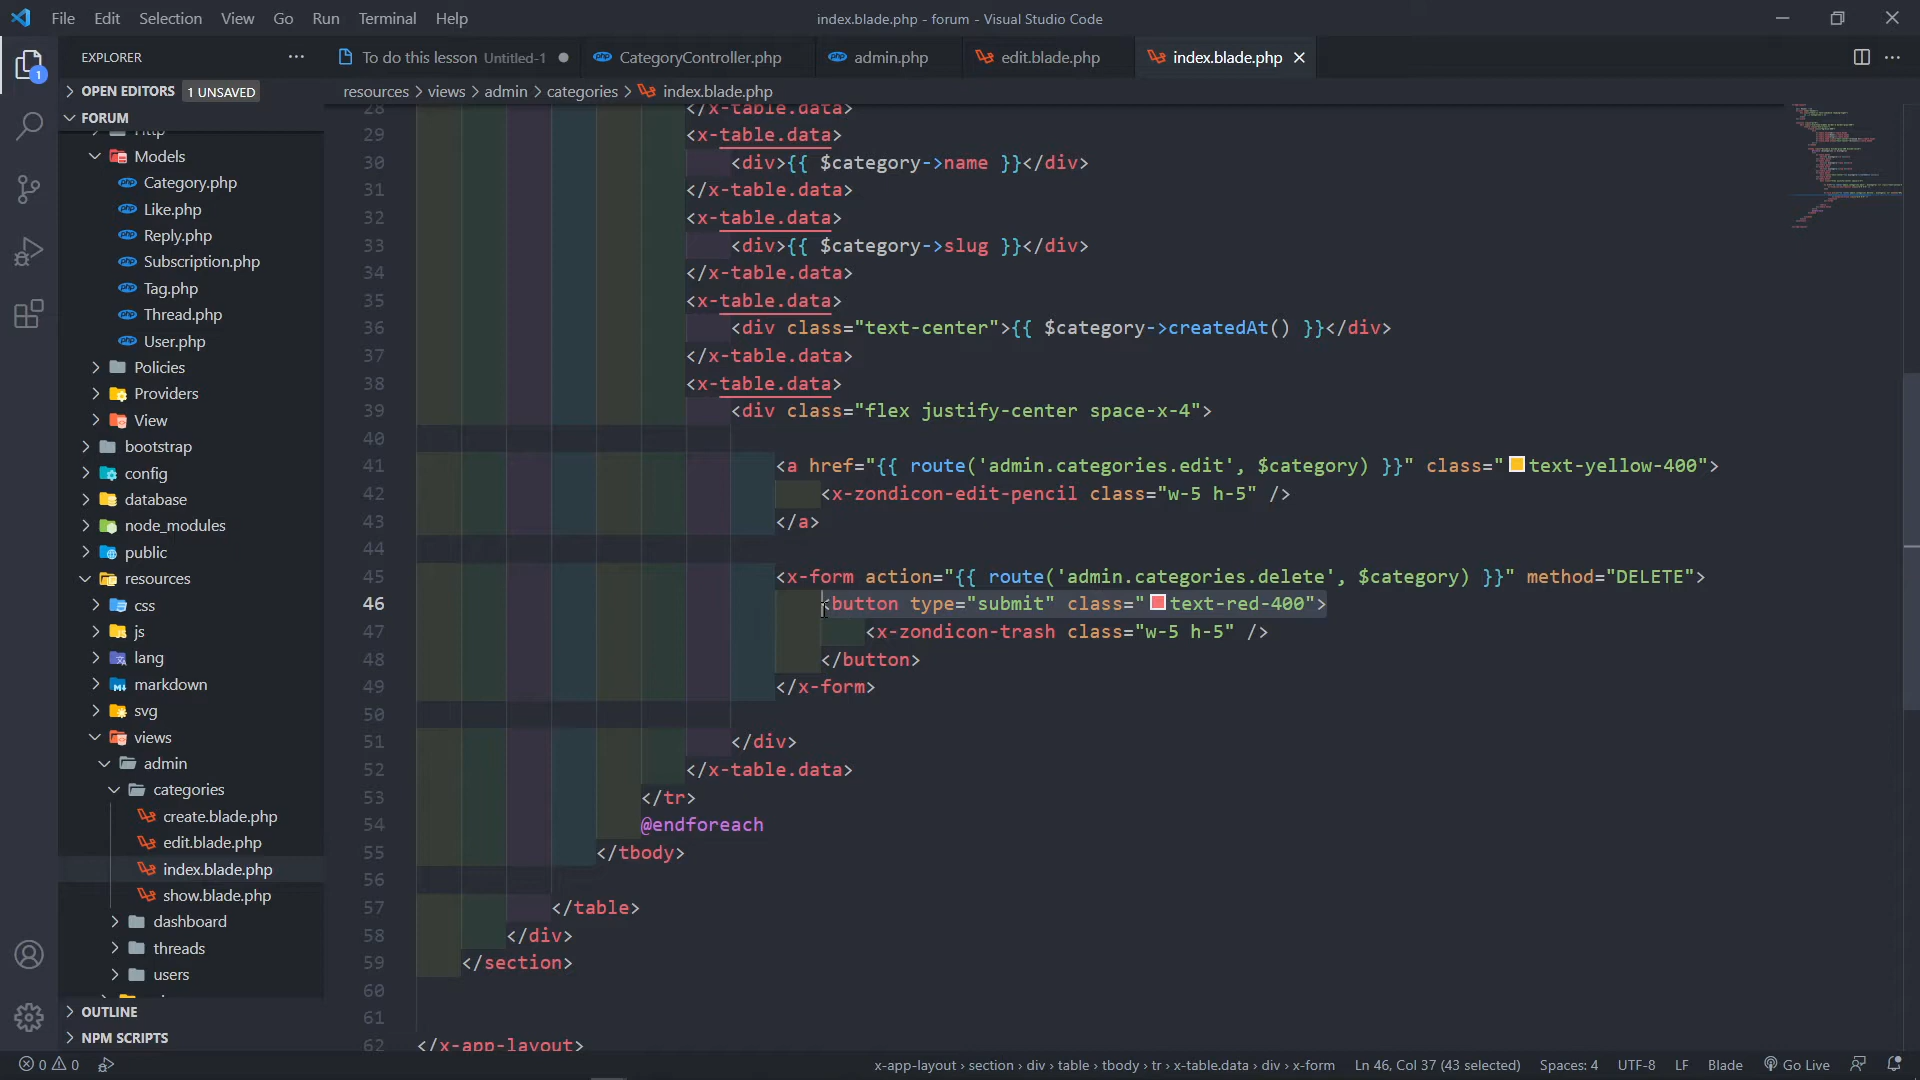 File Edit Selection View Go Run Terminal Help
index.blade.php - forum - Visual Studio Code
EXPLORER
To do this lesson Untitled-1
CategoryController.php
admin.php
edit.blade.php
index.blade.php
OPEN EDITORS 1 UNSAVED
resources > views > admin > categories > index.blade.php
FORUM
Http
Models
Category.php
Like.php
Reply.php
Subscription.php
Tag.php
Thread.php
User.php
Policies
Providers
View
bootstrap
config
database
node_modules
public
resources
css
js
lang
markdown
svg
views
admin
categories
create.blade.php
edit.blade.php
index.blade.php
show.blade.php
dashboard
threads
users
OUTLINE
NPM SCRIPTS
1
28 </x-table.data>
29 <x-table.data>
30 <div>{{ $category->name }}</div>
31 </x-table.data>
32 <x-table.data>
33 <div>{{ $category->slug }}</div>
34 </x-table.data>
35 <x-table.data>
36 <div class="text-center">{{ $category->createdAt() }}</div>
37 </x-table.data>
38 <x-table.data>
39 <div class="flex justify-center space-x-4">
40
41 <a href="{{ route('admin.categories.edit', $category) }}" class="text-yellow-400">
42 <x-zondicon-edit-pencil class="w-5 h-5" />
43 </a>
44
45 <x-form action="{{ route('admin.categories.delete', $category) }}" method="DELETE">
46 <button type="submit" class="text-red-400">
47 <x-zondicon-trash class="w-5 h-5" />
48 </button>
49 </x-form>
50
51 </div>
52 </x-table.data>
53 </tr>
54 @endforeach
55 </tbody>
56
57 </table>
58 </div>
59 </section>
60
61
62 </x-app-layout>
0 0
x-app-layout > section > div > table > tbody > tr > x-table.data > div > x-form
Ln 46, Col 37 (43 selected)
Spaces: 4
UTF-8
LF
Blade
Go Live